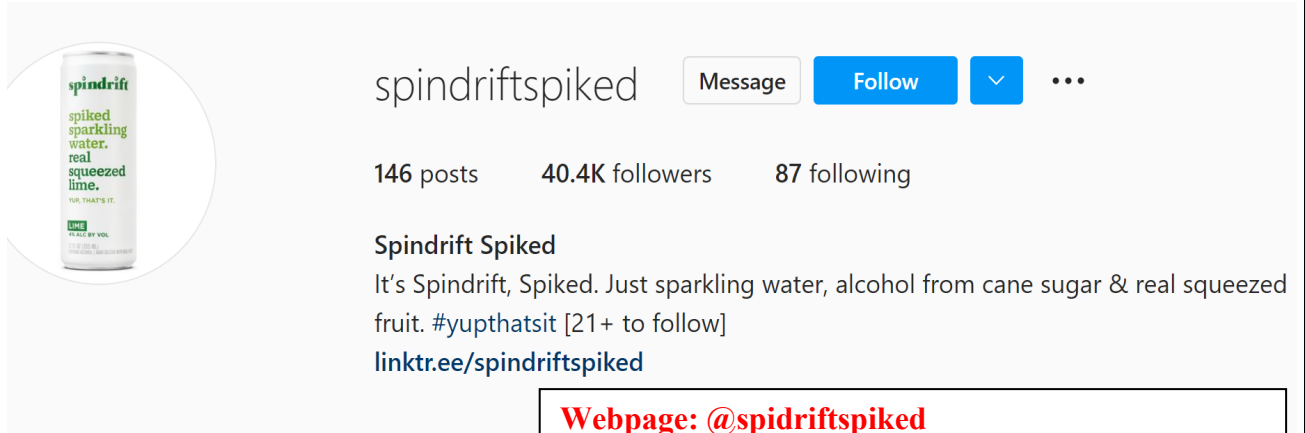 spindrift
spiked
sparkling
water.
real
squeezed
lime.
YUP, THAT'S IT.
LIME
4% ALC BY VOL
spindriftspiked
Message
Follow
146 posts 40.4K followers 87 following
Spindrift Spiked
It’s Spindrift, Spiked. Just sparkling water, alcohol from cane sugar & real squeezed
fruit. #yupthatsit [21+ to follow]
linktr.ee/spindriftspiked
Webpage: @spidriftspiked